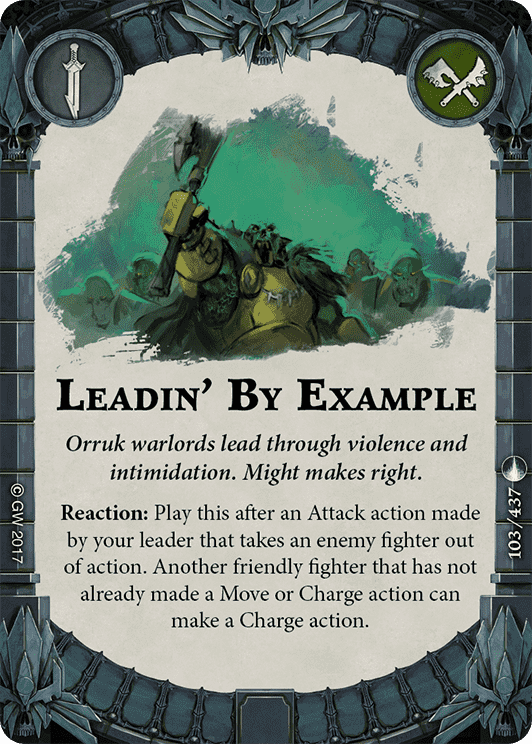 Leadin’ By Example
Orruk warlords lead through violence and
intimidation. Might makes right.
Reaction: Play this after an Attack action made
by your leader that takes an enemy fighter out
of action. Another friendly fighter that has not
already made a Move or Charge action can
make a Charge action.
© GW 2017
103/437